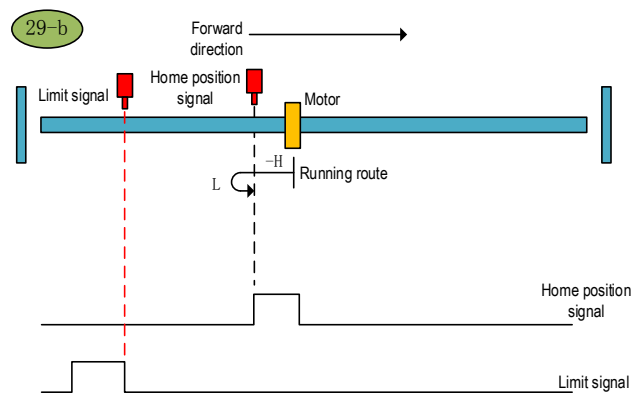 29-b
Forward
direction
Limit signal
Home position
signal
Motor
-H
L
Running route
Home position
signal
Limit signal